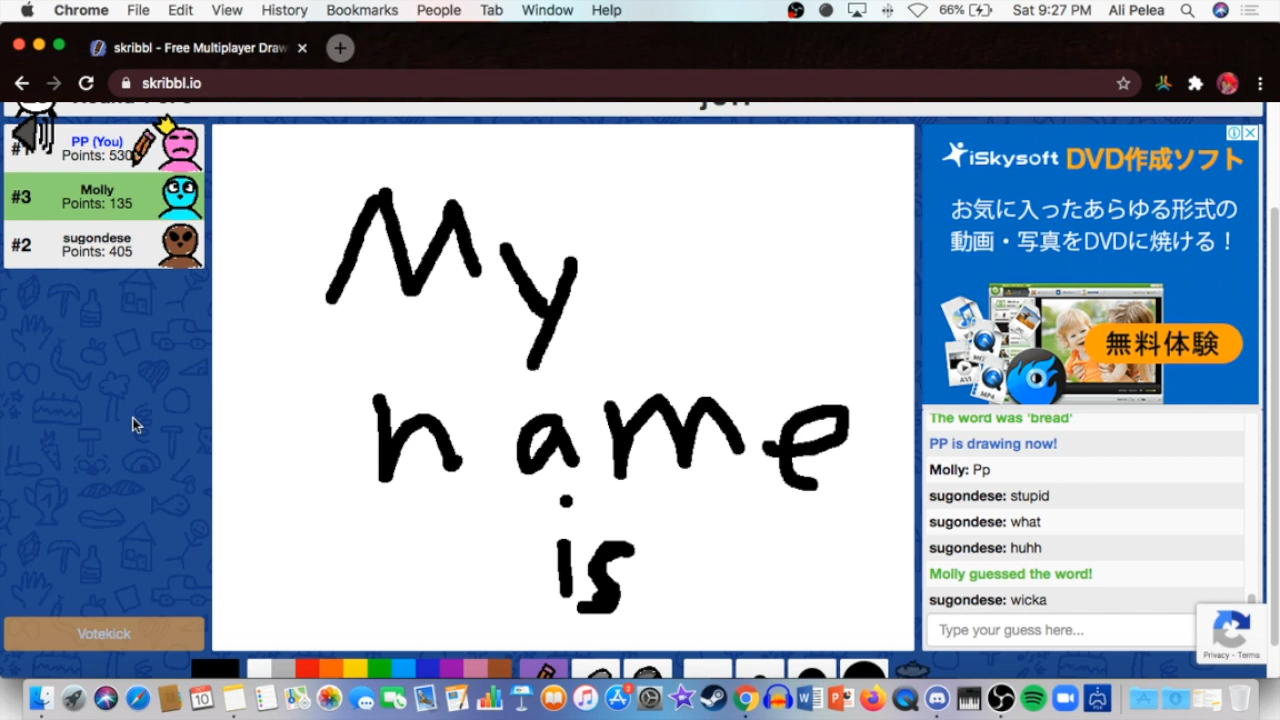 Chrome File Edit View History Bookmarks People Tab Window Help
66% Sat 9:27 PM Ali Pelea
skribbl - Free Multiplayer Draw
skribbl.io
#1 PP (You)
Points: 530
#3 Molly
Points: 135
#2 sugondese
Points: 405
Votekick
My
name
is
iSkysoft DVD作成ソフト
お気に入ったあらゆる形式の
動画・写真をDVDに焼ける！
無料体験
The word was 'bread'
PP is drawing now!
Molly: Pp
sugondese: stupid
sugondese: what
sugondese: huhh
Molly guessed the word!
sugondese: wicka
Type your guess here...
Privacy - Terms